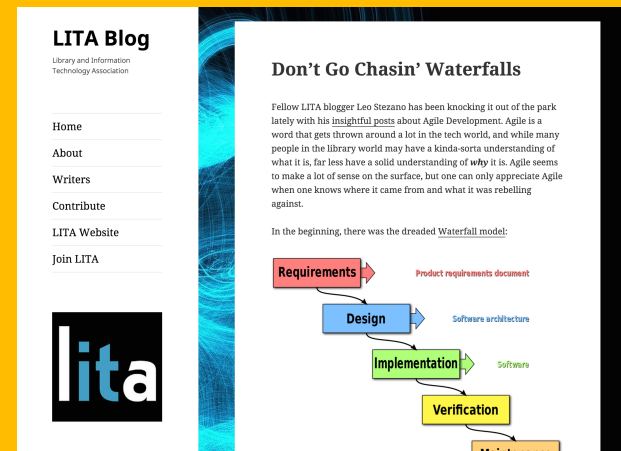 LITA Blog
Library and Information
Technology Association
Home
About
Writers
Contribute
LITA Website
Join LITA
lita
Don't Go Chasin' Waterfalls
Fellow LITA blogger Leo Stezano has been knocking it out of the park
lately with his insightful posts about Agile Development. Agile is a
word that gets thrown around a lot in the tech world, and while many
people in the library world may have a kinda-sorta understanding of
what it is, far less have a solid understanding of why it is. Agile seems
to make a lot of sense on the surface, but one can only appreciate Agile
when one knows where it came from and what it was rebelling
against.
In the beginning, there was the dreaded Waterfall model:
Requirements
Product requirements document
Design
Software architecture
Implementation
Software
Verification